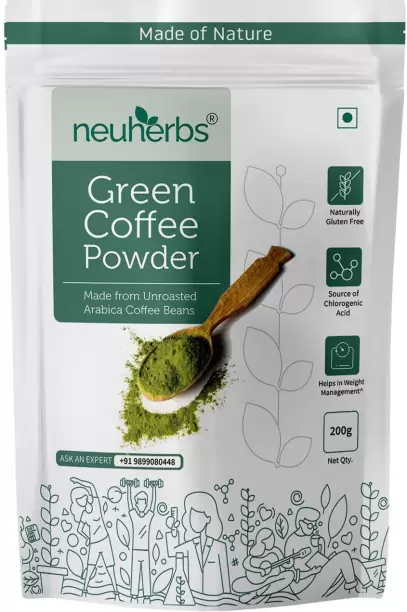 Made of Nature
neuherbs®
Green
Coffee
Powder
Made from Unroasted
Arabica Coffee Beans
Naturally
Gluten Free
Source of
Chlorogenic
Acid
Helps in Weight
Management^
200g
Net Qty.
ASK AN EXPERT +91 9899080448